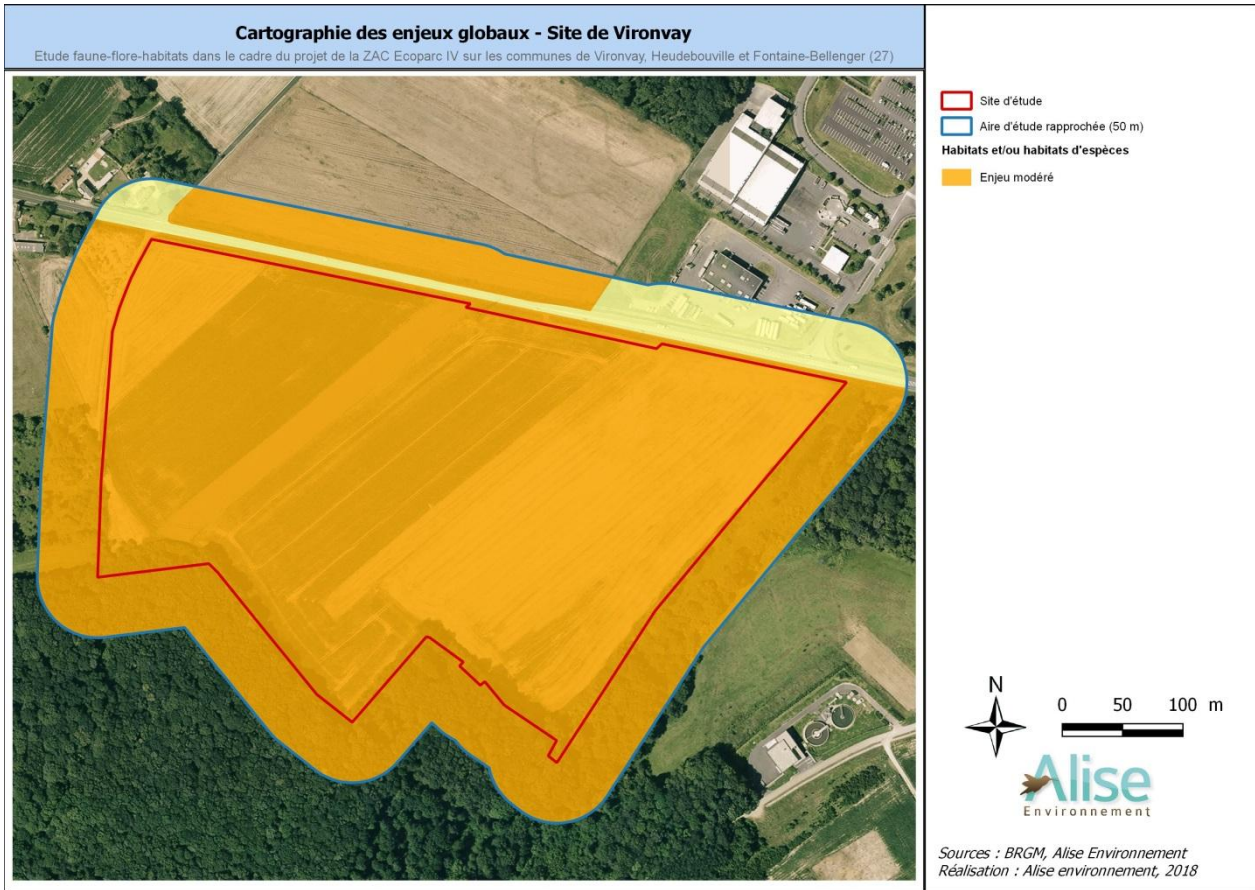 Cartographie des enjeux globaux - Site de Vironvay
Etude faune-flore-habitats dans le cadre du projet de la ZAC Ecoparc IV sur les communes de Vironvay, Heudebouville et Fontaine-Bellenger (27)
Site d'étude
Aire d'étude rapprochée (50 m)
Habitats et/ou habitats d'espèces
Enjeu modéré
N
0 50 100 m
Alise
Environnement
Sources : BRGM, Alise Environnement
Réalisation : Alise environnement, 2018